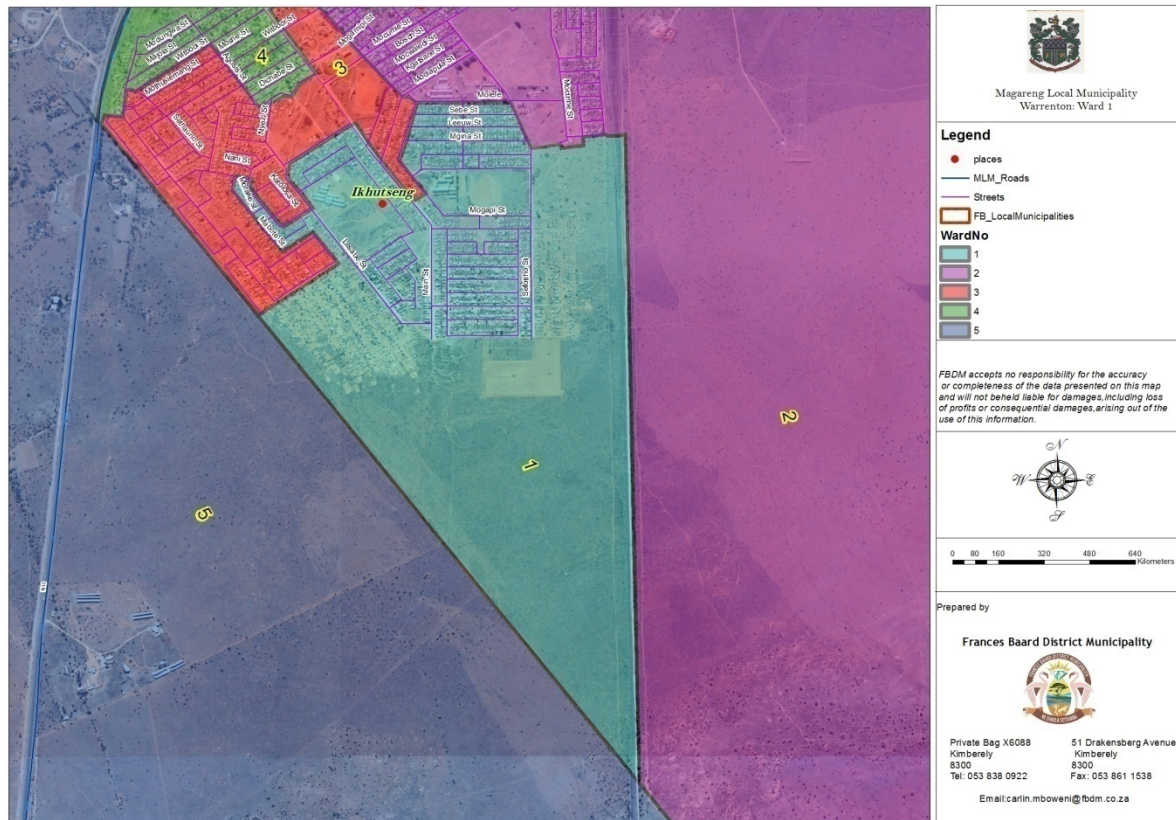 Magareng Local Municipality
Warrenton: Ward 1
Legend
places
MLM_Roads
Streets
FB_LocalMunicipalities
WardNo
1
2
3
4
5
FBDM accepts no responsibility for the accuracy
or completeness of the data presented on this map
and will not beheld liable for damages,including loss
of profits or consequential damages,arising out of the
use of this information.
N
W
E
S
0 80 160 320 480 640
Kilometers
Prepared by
Frances Baard District Municipality
Private Bag X6088
Kimberely
8300
Tel: 053 838 0922
51 Drakensberg Avenue
Kimberely
8300
Fax: 053 861 1538
Email:carlin.mboweni@fbdm.co.za
4
3
Witbooi St
Dichabe St
Mothusiemang St
Nani St
Molefe
Sebe St
Leeuw St
Mgina St
Ikhutseng
Mogapi St
Main St
1
2
5